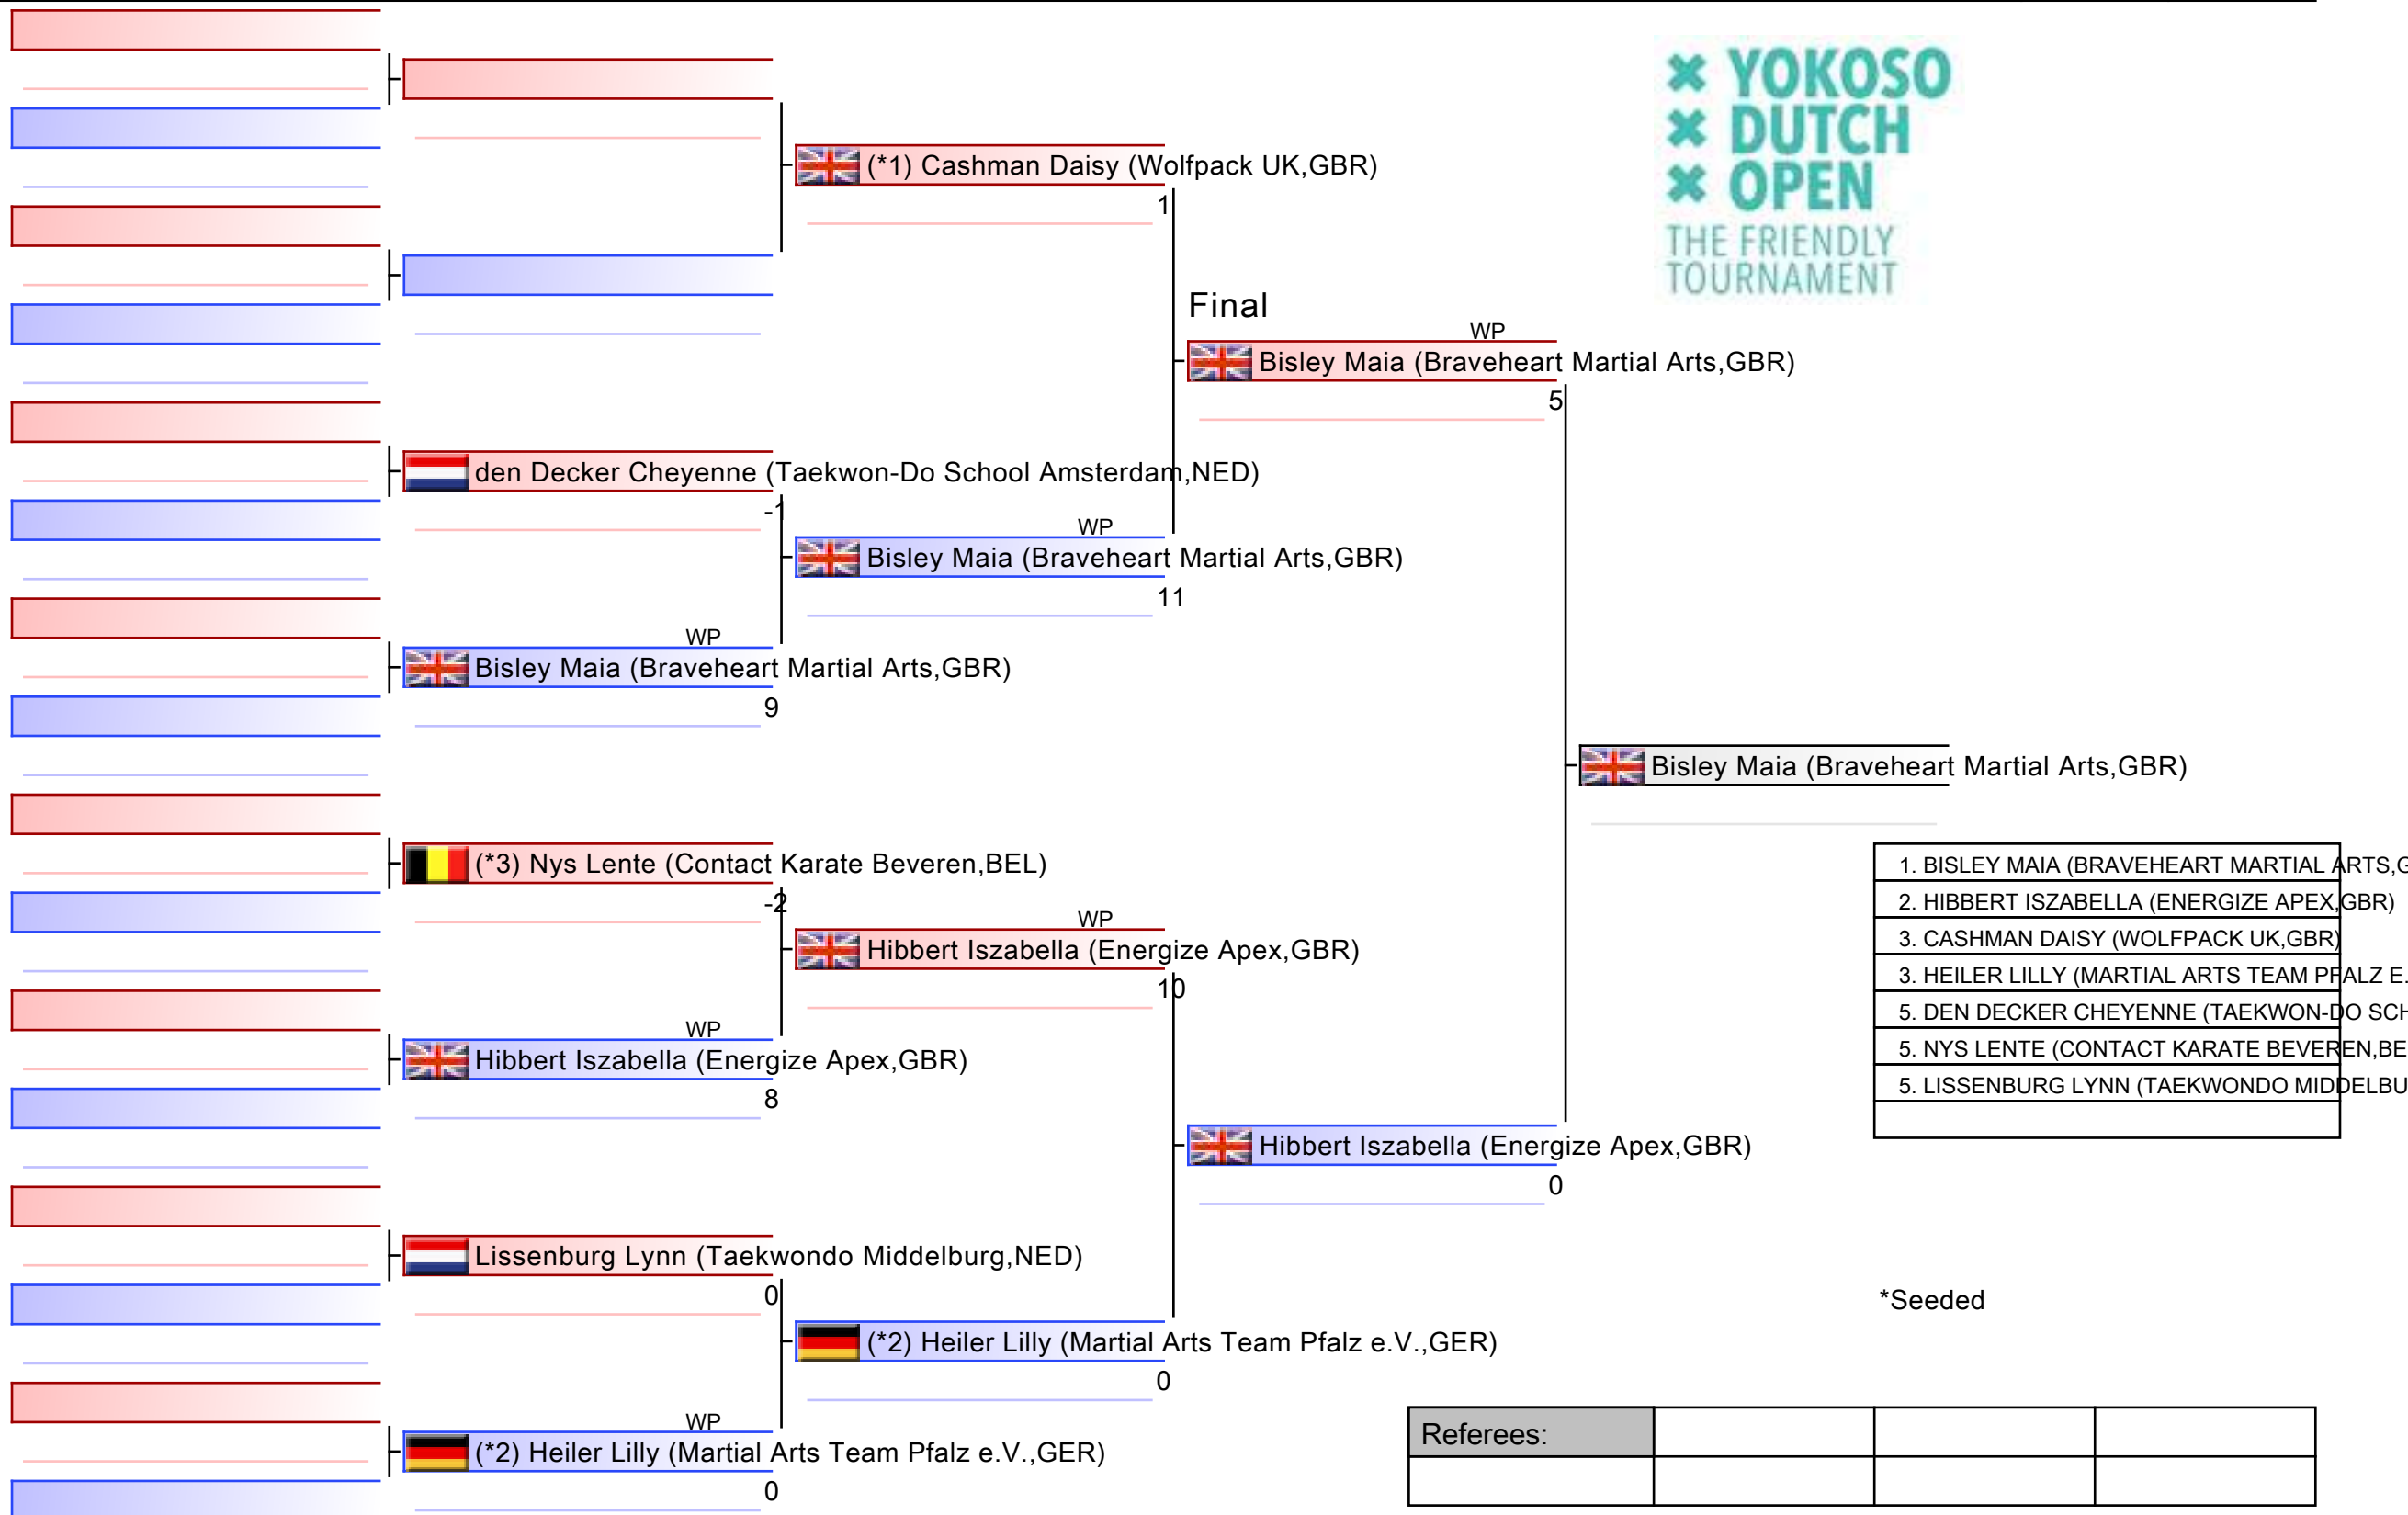 YOKOSO
DUTCH
OPEN
THE FRIENDLY
TOURNAMENT
(*1) Cashman Daisy (Wolfpack UK,GBR)
1
Final
WP
Bisley Maia (Braveheart Martial Arts,GBR)
5
den Decker Cheyenne (Taekwon-Do School Amsterdam,NED)
-1
WP
Bisley Maia (Braveheart Martial Arts,GBR)
11
WP
Bisley Maia (Braveheart Martial Arts,GBR)
9
Bisley Maia (Braveheart Martial Arts,GBR)
(*3) Nys Lente (Contact Karate Beveren,BEL)
-2
WP
Hibbert Iszabella (Energize Apex,GBR)
10
WP
Hibbert Iszabella (Energize Apex,GBR)
8
Hibbert Iszabella (Energize Apex,GBR)
0
Lissenburg Lynn (Taekwondo Middelburg,NED)
0
(*2) Heiler Lilly (Martial Arts Team Pfalz e.V.,GER)
0
WP
(*2) Heiler Lilly (Martial Arts Team Pfalz e.V.,GER)
0
1. BISLEY MAIA (BRAVEHEART MARTIAL ARTS,G
2. HIBBERT ISZABELLA (ENERGIZE APEX,GBR)
3. CASHMAN DAISY (WOLFPACK UK,GBR)
3. HEILER LILLY (MARTIAL ARTS TEAM PFALZ E.
5. DEN DECKER CHEYENNE (TAEKWON-DO SCH
5. NYS LENTE (CONTACT KARATE BEVEREN,BE
5. LISSENBURG LYNN (TAEKWONDO MIDDELBU
*Seeded
Referees: